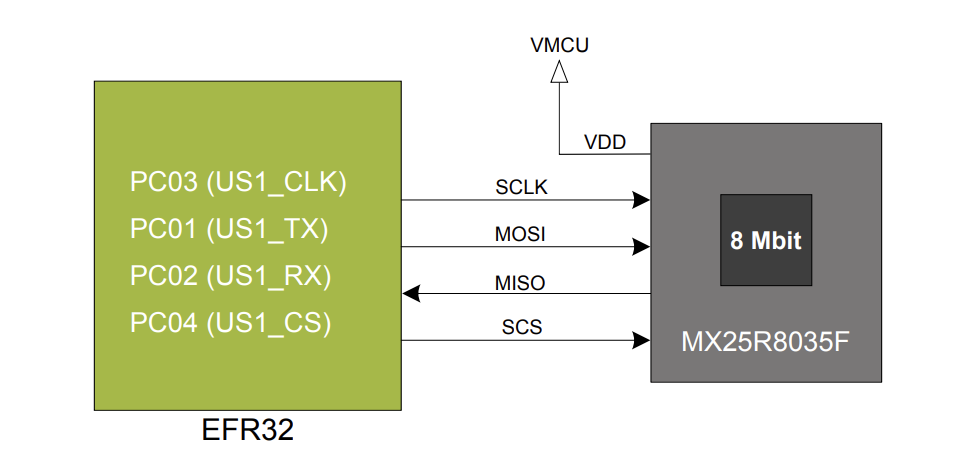 VMCU
VDD
PC03 (US1_CLK)
SCLK
PC01 (US1_TX)
MOSI
8 Mbit
PC02 (US1_RX)
MISO
PC04 (US1_CS)
SCS
MX25R8035F
EFR32